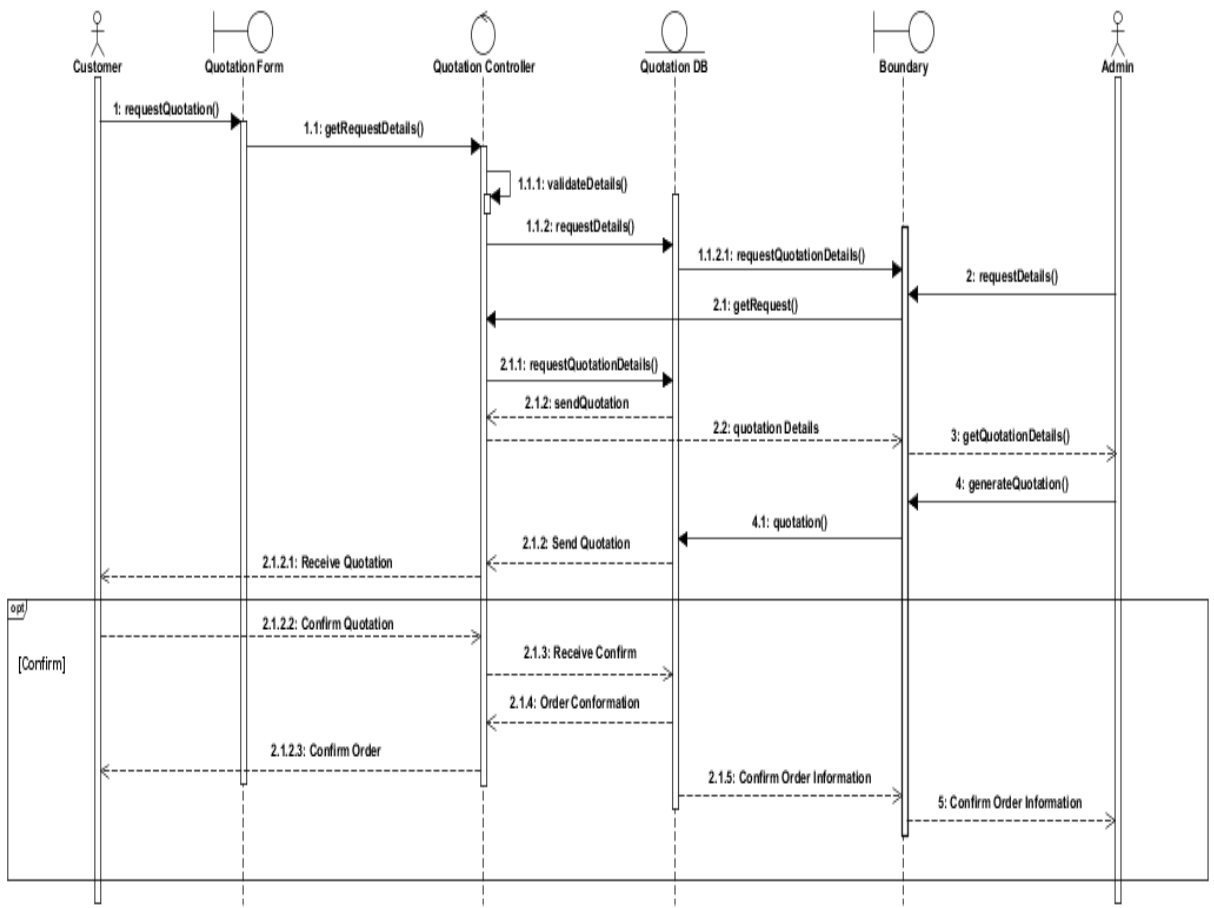 Customer
Quotation Form
Quotation Controller
Quotation DB
Boundary
Admin
1: requestQuotation()
1.1: getRequestDetails()
1.1.1: validateDetails()
1.1.2: requestDetails()
1.1.2.1: requestQuotationDetails()
2: requestDetails()
2.1: getRequest()
2.1.1: requestQuotationDetails()
2.1.2: sendQuotation
2.2: quotation Details
3: getQuotationDetails()
4: generateQuotation()
4.1: quotation()
2.1.2: Send Quotation
2.1.2.1: Receive Quotation
opt
2.1.2.2: Confirm Quotation
[Confirm]
2.1.3: Receive Confirm
2.1.4: Order Conformation
2.1.2.3: Confirm Order
2.1.5: Confirm Order Information
5: Confirm Order Information